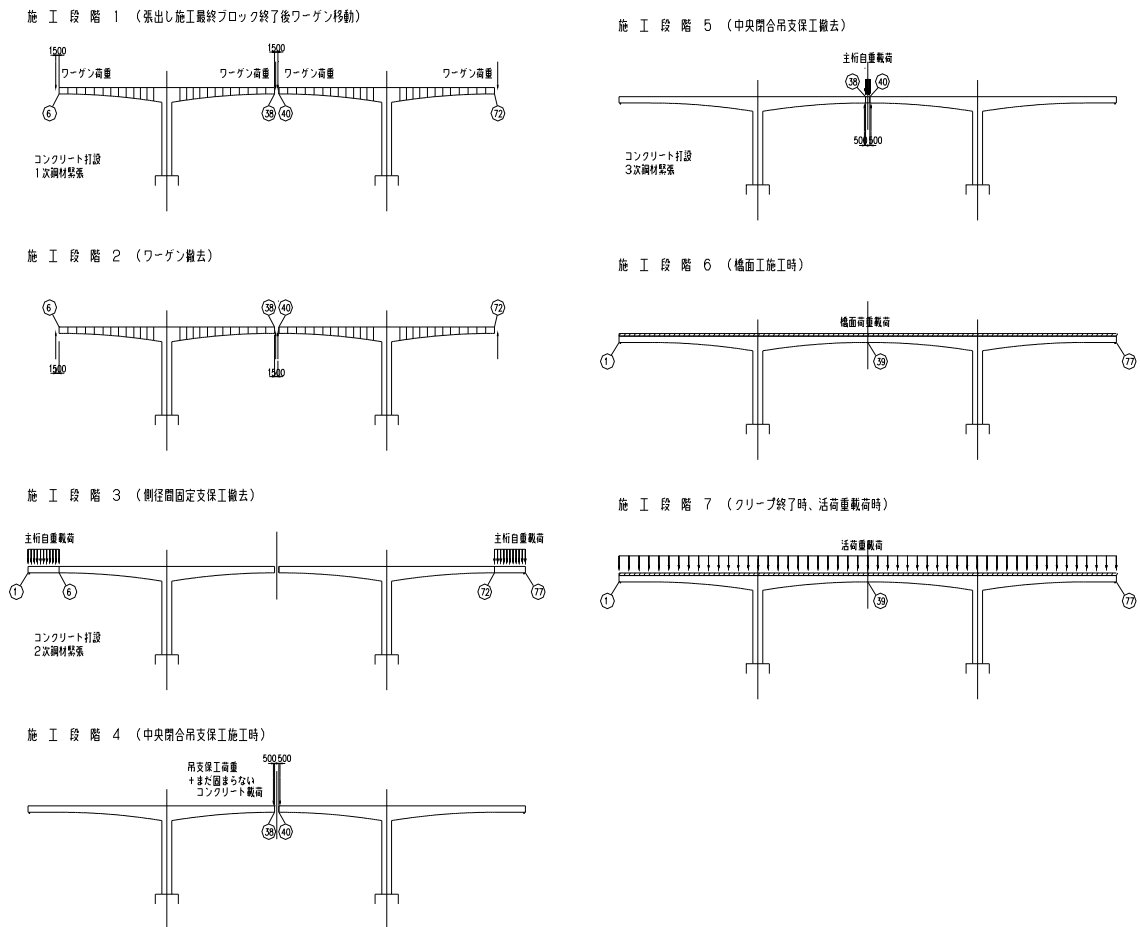 施 工 段 階 1 （張出し施工最終ブロック終了後ワーゲン移動）
1500
1500
ワーゲン荷重
ワーゲン荷重
ワーゲン荷重
ワーゲン荷重
6
38
40
72
コンクリート打設
1次鋼材緊張
施 工 段 階 2 （ワーゲン撤去）
6
38
40
72
1500
1500
施 工 段 階 3 （側径間固定支保工撤去）
主桁自重載荷
主桁自重載荷
1
6
72
77
コンクリート打設
2次鋼材緊張
施 工 段 階 4 （中央閉合吊支保工施工時）
500
500
吊支保工荷重
+まだ固まらない
コンクリート載荷
38
40
施 工 段 階 5 （中央閉合吊支保工撤去）
主桁自重載荷
38
40
500
500
コンクリート打設
3次鋼材緊張
施 工 段 階 6 （橋面工施工時）
橋面荷重載荷
1
39
77
施 工 段 階 7 （クリープ終了時、活荷重載荷時）
活荷重載荷
1
39
77